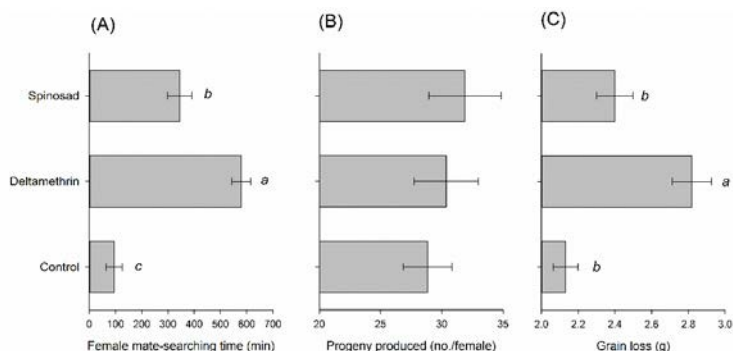 (A) (B) (C)
Spinosad b b
Deltamethrin a a
Control c b
0 100 200 300 400 500 600 700 20 25 30 35 2.0 2.2 2.4 2.6 2.8 3.0
Female mate-searching time (min) Progeny produced (no./female) Grain loss (g)